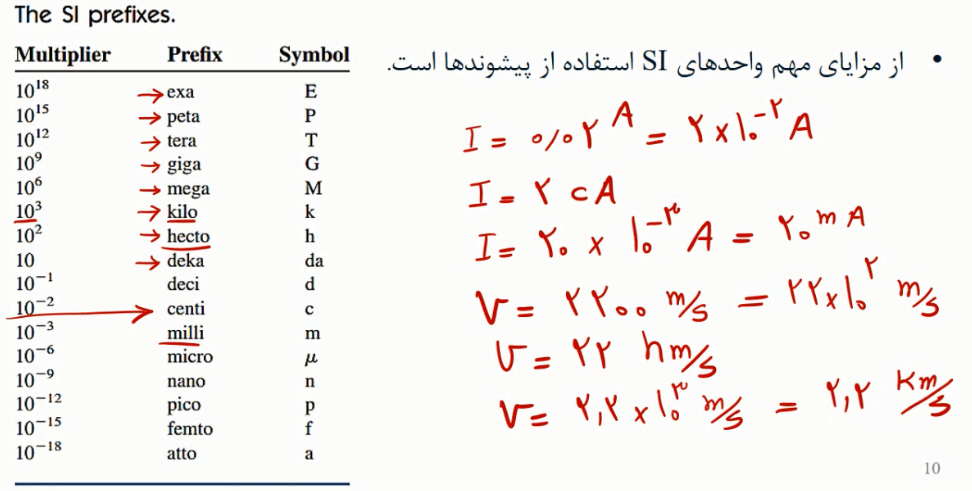 The SI prefixes.
Multiplier Prefix Symbol
10^18 → exa E
10^15 → peta P
10^12 → tera T
10^9 → giga G
10^6 → mega M
10^3 → kilo k
10^2 → hecto h
10 → deka da
10^−1 deci d
10^−2 → centi c
10^−3 milli m
10^−6 micro μ
10^−9 nano n
10^−12 pico p
10^−15 femto f
10^−18 atto a
• از مزایای مهم واحدهای SI استفاده از پیشوندها است.
I = ۰/۰۲ A = ۲ × ۱۰^−۲ A
I = ۲ cA
I = ۲۰ × ۱۰^−۳ A = ۲۰ mA
V = ۲۲۰۰ m/s = ۲۲ × ۱۰^۲ m/s
V = ۲۲ hm/s
V = ۲,۲ × ۱۰^۳ m/s = ۲,۲ Km/s
10